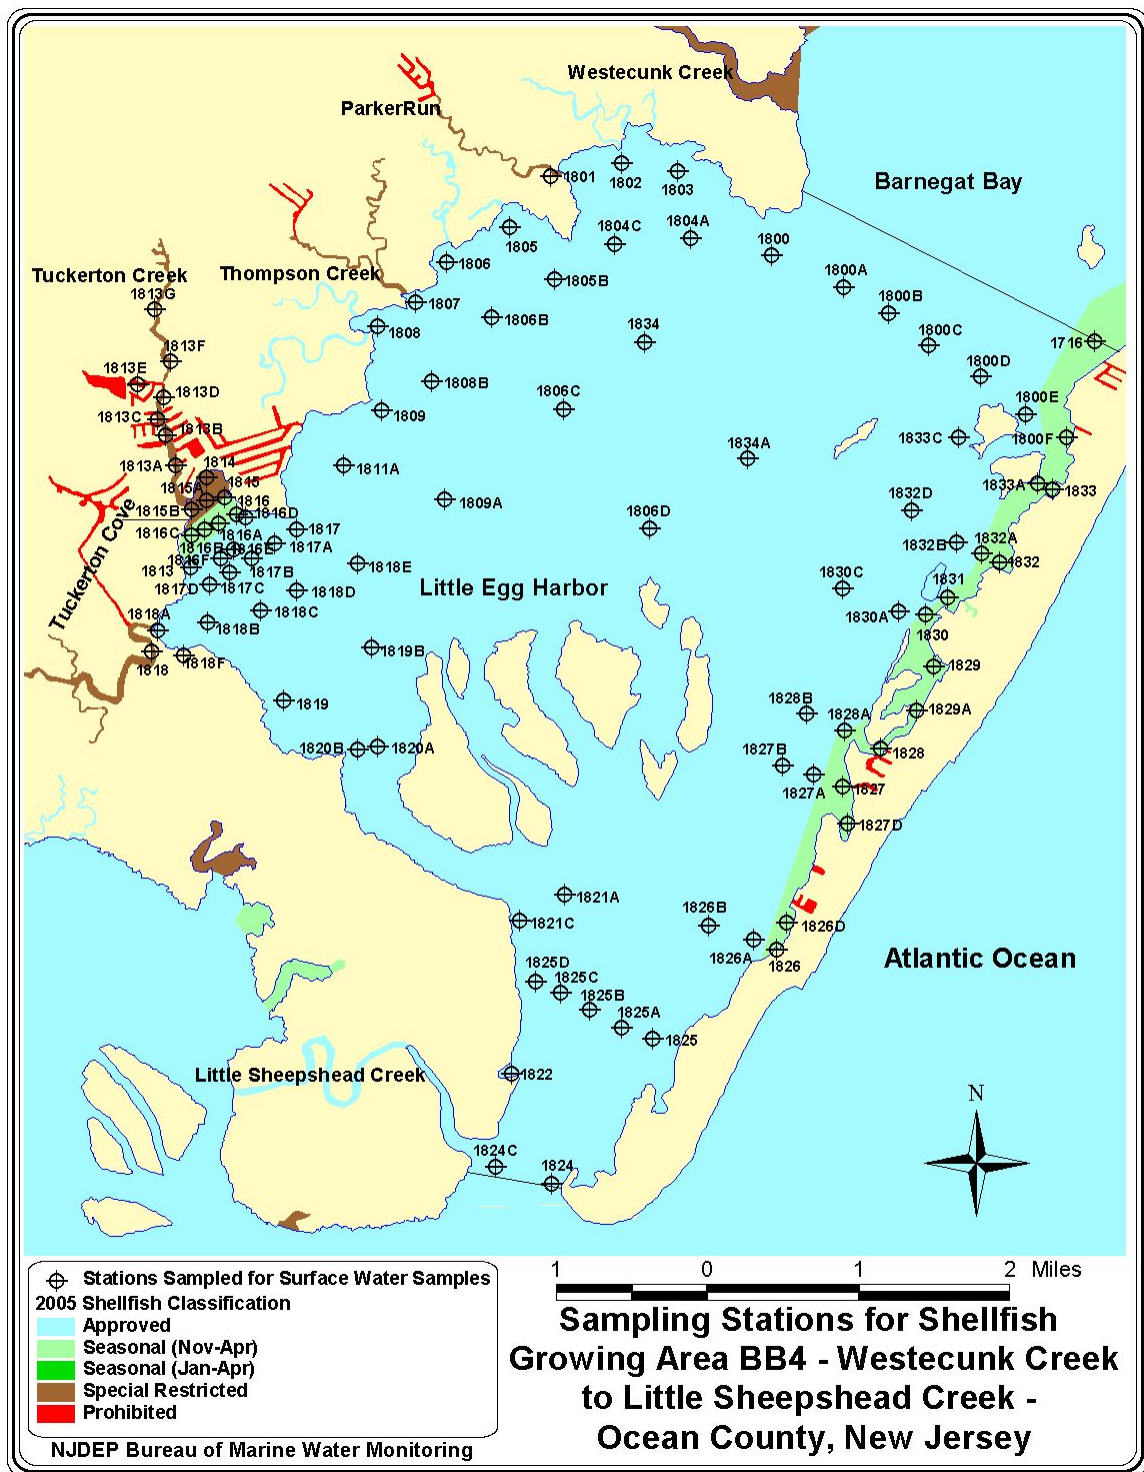 Westecunk Creek
ParkerRun
1801
1802
1803
Barnegat Bay
1804C
1804A
1805
1800
1806
1805B
1800A
Tuckerton Creek
Thompson Creek
1813G
1807
1806B
1800B
1808
1834
1800C
1716
1813F
1813E
1808B
1800D
1813D
1806C
1800E
1813C
1809
1813B
1833C
1800F
1834A
1813A
1814
1811A
1815A
1815
1833A
1833
1832D
1815B
1816
1809A
1816D
1806D
1817
1816C
1816A
1817A
1832B
1832A
1816B
1816E
1816F
1818E
1832
1813
1817B
1830C
1831
Little Egg Harbor
1817D
1817C
1818D
Tuckerton Cove
1818A
1818C
1830A
1830
1818B
1819B
1818
1818F
1829
1819
1828B
1828A
1829A
1820B
1820A
1827B
1828
1827A
1827
1827D
1821A
1826B
1821C
1826D
1826A
1826
Atlantic Ocean
1825D
1825C
1825B
1825A
1825
Little Sheepshead Creek
1822
N
1824C
1824
Stations Sampled for Surface Water Samples
2005 Shellfish Classification
Approved
Seasonal (Nov-Apr)
Seasonal (Jan-Apr)
Special Restricted
Prohibited
NJDEP Bureau of Marine Water Monitoring
1 0 1 2 Miles
Sampling Stations for Shellfish
Growing Area BB4 - Westecunk Creek
to Little Sheepshead Creek -
Ocean County, New Jersey